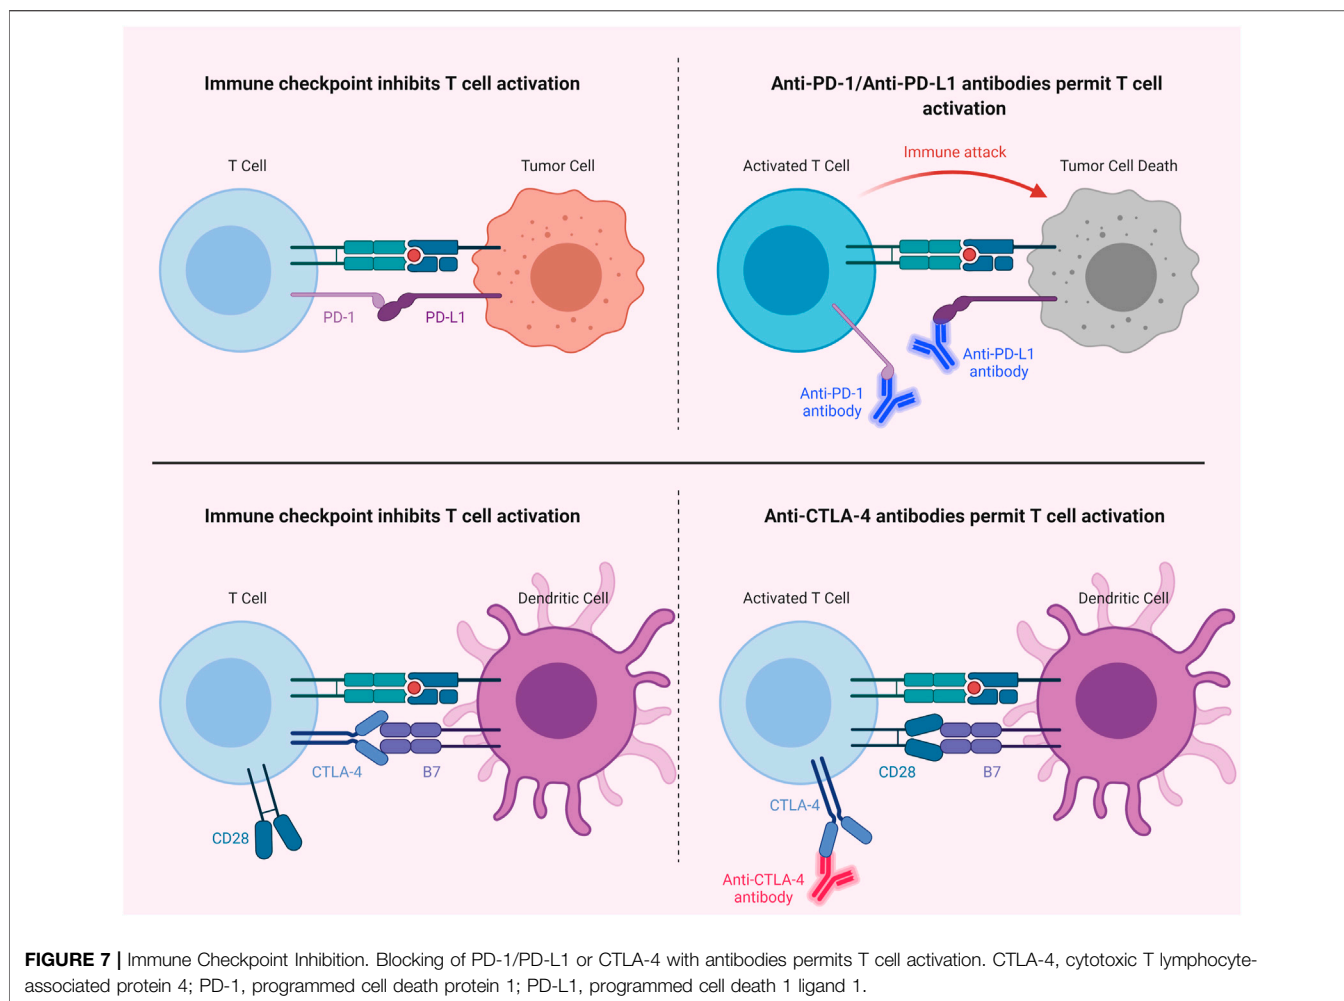 Immune checkpoint inhibits T cell activation
T Cell
Tumor Cell
PD-1
PD-L1
Anti-PD-1/Anti-PD-L1 antibodies permit T cell
activation
Immune attack
Activated T Cell
Tumor Cell Death
Anti-PD-L1
antibody
Anti-PD-1
antibody
Immune checkpoint inhibits T cell activation
T Cell
Dendritic Cell
CTLA-4
B7
CD28
Anti-CTLA-4 antibodies permit T cell activation
Activated T Cell
Dendritic Cell
CD28
B7
CTLA-4
Anti-CTLA-4
antibody
FIGURE 7 | Immune Checkpoint Inhibition. Blocking of PD-1/PD-L1 or CTLA-4 with antibodies permits T cell activation. CTLA-4, cytotoxic T lymphocyte-
associated protein 4; PD-1, programmed cell death protein 1; PD-L1, programmed cell death 1 ligand 1.